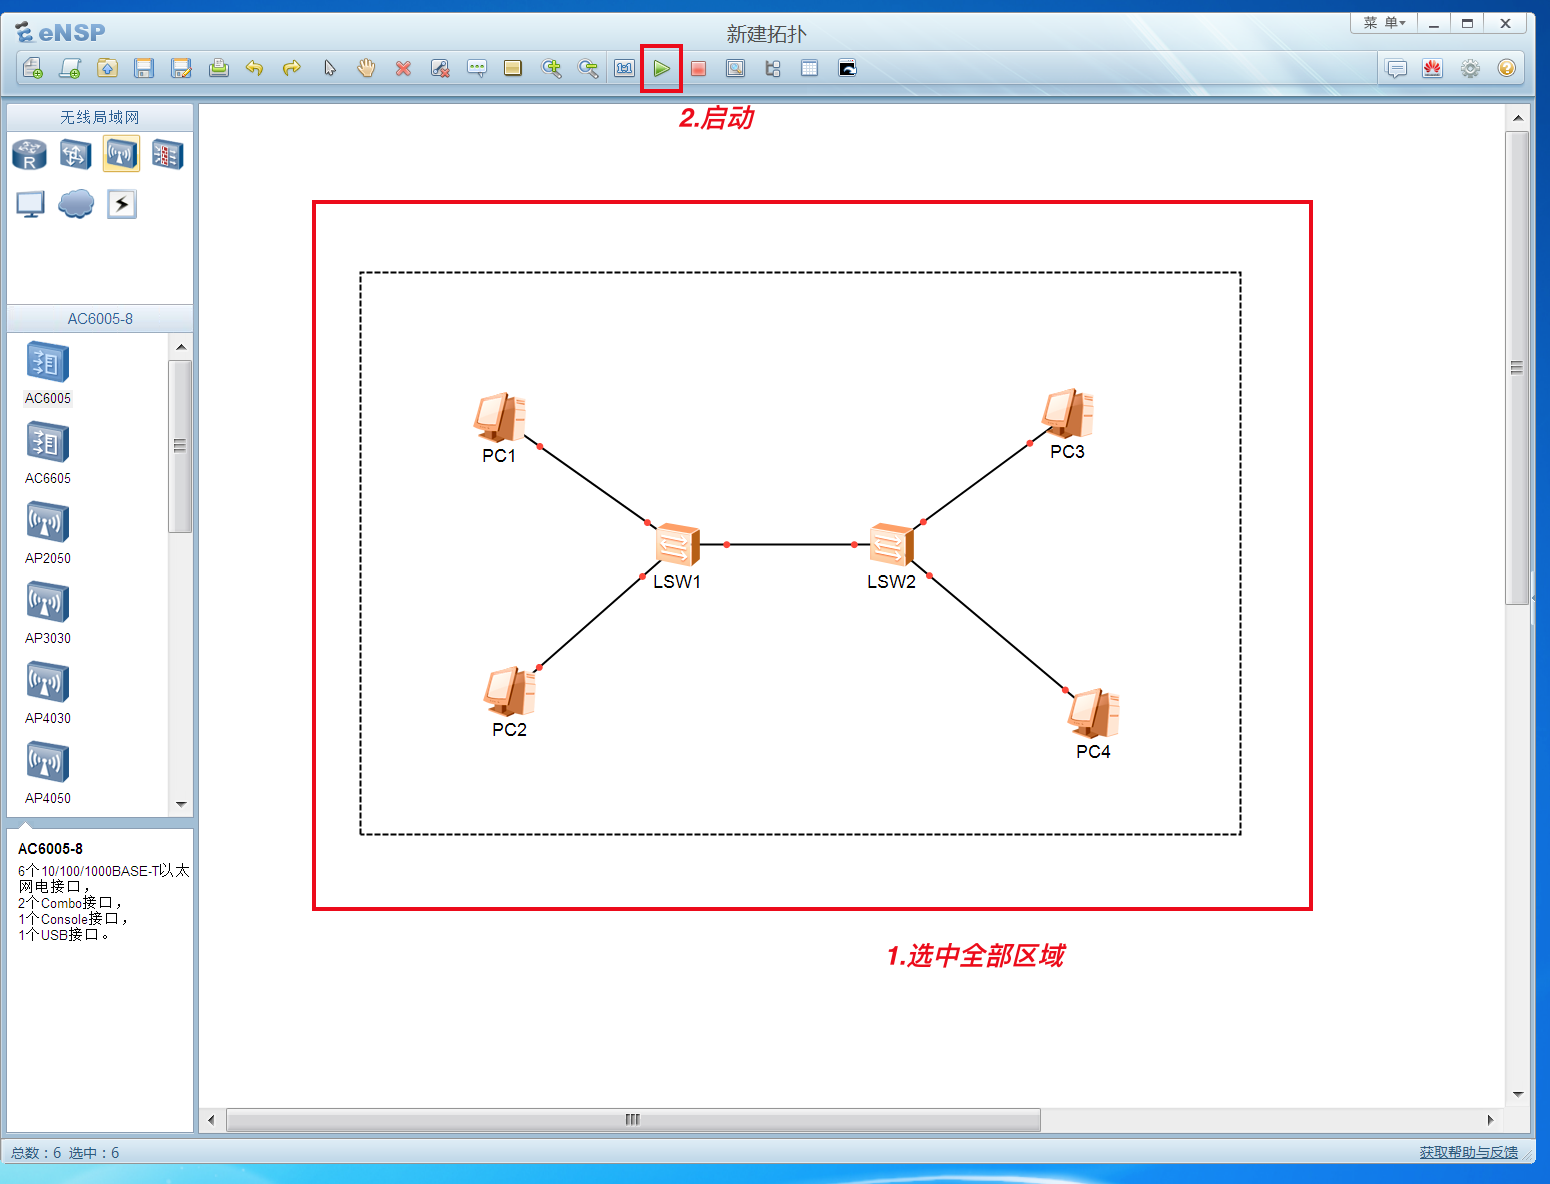 eNSP
新建拓扑
菜 单
1:1
2.启动
无线局域网
R
AC6005-8
AC6005
AC6605
AP2050
AP3030
AP4030
AP4050
PC1
PC3
LSW1
LSW2
PC2
PC4
1.选中全部区域
AC6005-8
6个10/100/1000BASE-T以太
网电接口，
2个Combo接口，
1个Console接口，
1个USB接口。
总数：6 选中：6
获取帮助与反馈